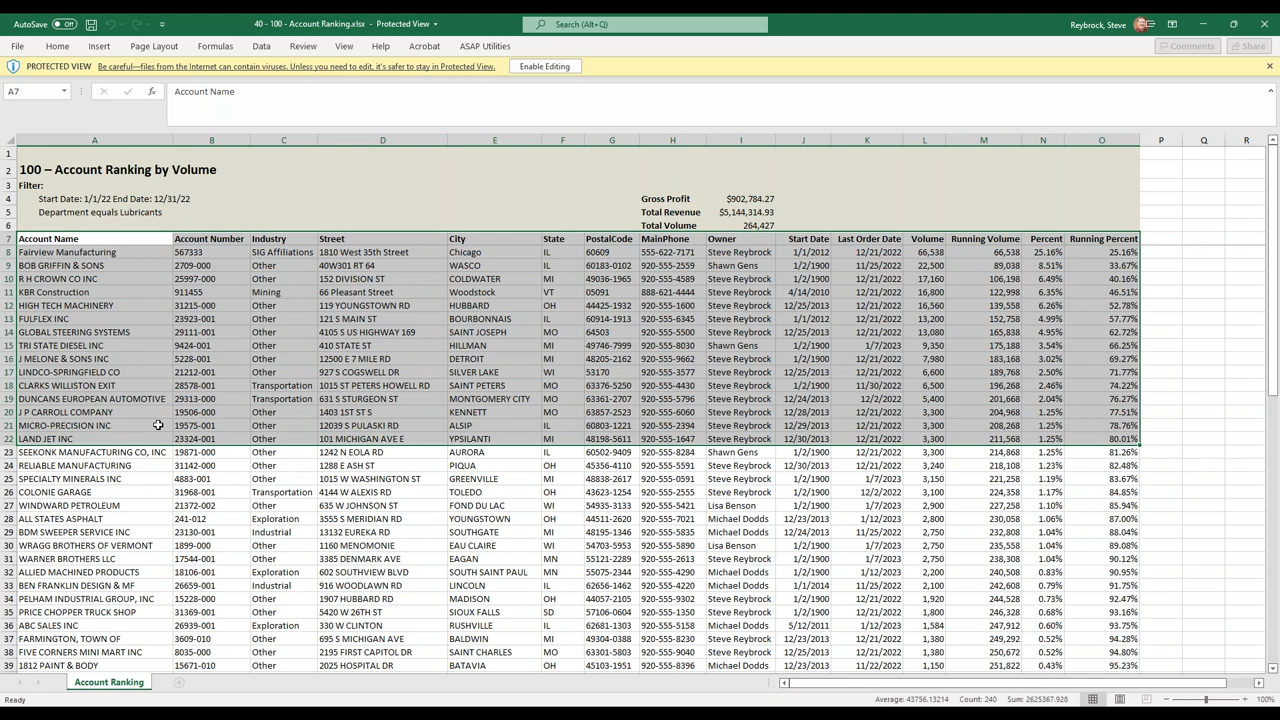 AutoSave Off 40 - 100 - Account Ranking.xlsx - Protected View Search (Alt+Q) Reybrock, Steve
File Home Insert Page Layout Formulas Data Review View Help Acrobat ASAP Utilities Comments Share
PROTECTED VIEW Be careful—files from the Internet can contain viruses. Unless you need to edit, it's safer to stay in Protected View. Enable Editing
A7 fx Account Name
A B C D E F G H I J K L M N O P Q R
1
2 100 – Account Ranking by Volume
3 Filter:
4 Start Date: 1/1/22 End Date: 12/31/22 Gross Profit $902,784.27
5 Department equals Lubricants Total Revenue $5,144,314.93
6 Total Volume 264,427
7 Account Name Account Number Industry Street City State PostalCode MainPhone Owner Start Date Last Order Date Volume Running Volume Percent Running Percent
8 Fairview Manufacturing 567333 SIG Affiliations 1810 West 35th Street Chicago IL 60609 555-622-7171 Steve Reybrock 1/1/2012 12/21/2022 66,538 66,538 25.16% 25.16%
9 BOB GRIFFIN & SONS 2709-000 Other 40W301 RT 64 WASCO IL 60183-0102 920-555-2559 Shawn Gens 1/2/1900 11/25/2022 22,500 89,038 8.51% 33.67%
10 R H CROWN CO INC 25997-000 Other 152 DIVISION ST COLDWATER MI 49036-1965 920-555-4589 Steve Reybrock 1/2/1900 12/21/2022 17,160 106,198 6.49% 40.16%
11 KBR Construction 911455 Mining 66 Pleasant Street Woodstock VT 05091 888-621-4444 Steve Reybrock 4/14/2010 12/21/2022 16,800 122,998 6.35% 46.51%
12 HIGH TECH MACHINERY 31215-000 Other 119 YOUNGSTOWN RD HUBBARD OH 44425-1932 920-555-1600 Steve Reybrock 12/25/2013 12/21/2022 16,560 139,558 6.26% 52.78%
13 FULFLEX INC 23923-001 Other 121 S MAIN ST BOURBONNAIS IL 60914-1913 920-555-6345 Steve Reybrock 1/1/2012 12/21/2022 13,200 152,758 4.99% 57.77%
14 GLOBAL STEERING SYSTEMS 29111-001 Other 4105 S US HIGHWAY 169 SAINT JOSEPH MO 64503 920-555-5500 Steve Reybrock 12/25/2013 12/21/2022 13,080 165,838 4.95% 62.72%
15 TRI STATE DIESEL INC 9424-001 Other 410 STATE ST HILLMAN MI 49746-7999 920-555-8030 Shawn Gens 1/2/1900 1/7/2023 9,350 175,188 3.54% 66.25%
16 J MELONE & SONS INC 5228-001 Other 12500 E 7 MILE RD DETROIT MI 48205-2162 920-555-9662 Steve Reybrock 1/2/1900 12/21/2022 7,980 183,168 3.02% 69.27%
17 LINDCO-SPRINGFIELD CO 21212-001 Other 927 S COGSWELL DR SILVER LAKE WI 53170 920-555-3577 Steve Reybrock 1/2/1900 12/21/2022 6,600 189,768 2.50% 71.77%
18 CLARKS WILLISTON EXIT 28578-001 Transportation 1015 ST PETERS HOWELL RD SAINT PETERS MO 63376-5250 920-555-0694 Steve Reybrock 1/2/1900 11/30/2022 6,500 196,268 2.46% 74.22%
19 DUNCANS EUROPEAN AUTOMOTIVE 29313-000 Transportation 631 S STURGEON ST MONTGOMERY CITY MO 63361-2707 920-555-5796 Steve Reybrock 1/2/1900 12/21/2022 5,400 201,668 2.04% 76.27%
20 J P CARROLL COMPANY 19506-000 Other 1403 1ST ST S KENNETT MO 63857-2523 920-555-6060 Steve Reybrock 12/28/2013 12/21/2022 3,300 204,968 1.25% 77.51%
21 MICRO-PRECISION INC 19575-001 Other 12039 S PULASKI RD ALSIP IL 60803-1221 920-555-2394 Steve Reybrock 12/29/2013 12/21/2022 3,300 208,268 1.25% 78.76%
22 LAND JET INC 23324-001 Other 101 MICHIGAN AVE E YPSILANTI MI 48198-5611 920-555-1647 Steve Reybrock 12/30/2013 12/21/2022 3,300 211,568 1.25% 80.01%
23 SEEKONK MANUFACTURING CO, INC 19871-000 Other 1242 N EOLA RD AURORA IL 60502-9409 920-555-8284 Shawn Gens 1/2/1900 12/21/2022 3,300 214,868 1.25% 81.26%
24 RELIABLE MANUFACTURING 31142-000 Other 1288 E ASH ST PIQUA OH 45356-4110 920-555-5591 Steve Reybrock 12/30/2013 12/21/2022 3,240 218,108 1.23% 82.48%
25 SPECIALTY MINERALS INC 4483-001 Other 1015 W WASHINGTON ST GREENVILLE MI 48838-2617 920-555-0591 Steve Reybrock 1/2/1900 1/7/2023 3,150 221,258 1.19% 83.67%
26 COLONIE GARAGE 31968-001 Transportation 4144 W ALEXIS RD TOLEDO OH 43623-1254 920-555-2555 Steve Reybrock 1/2/1900 12/2/2022 3,100 224,358 1.17% 84.85%
27 WINDWARD PETROLEUM 21372-002 Other 635 W JOHNSON ST FOND DU LAC WI 54935-3133 920-555-5421 Lisa Benson 1/2/1900 1/7/2023 2,900 227,258 1.10% 85.94%
28 ALL STATES ASPHALT 241-012 Exploration 3555 S MERIDIAN RD YOUNGSTOWN OH 44511-2620 920-555-7021 Michael Dodds 12/23/2013 1/12/2023 2,800 230,058 1.06% 87.00%
29 BDM SWEEPER SERVICE INC 23130-001 Industrial 13400 REECK RD SOUTHGATE MI 48195-1346 920-555-5835 Michael Dodds 12/24/2013 11/25/2022 2,750 232,808 1.04% 88.04%
30 WRAGG BROTHERS OF VERMONT 1899-000 Other 1160 MENOMONIE EAU CLAIRE WI 54703-5953 920-555-5890 Lisa Benson 1/2/1900 1/7/2023 2,750 235,558 1.04% 89.08%
31 WARNER BROTHERS LLC 17544-001 Other 3385 DENMARK AVE EAGAN MN 55121-2289 920-555-2613 Steve Reybrock 1/2/1900 1/7/2023 2,750 238,308 1.04% 90.12%
32 ALLIED MACHINED PRODUCTS 16111-001 Exploration 602 SOUTHVIEW BLVD SOUTH SAINT PAUL MN 55075-2344 920-555-4290 Michael Dodds 1/2/1900 1/12/2023 2,200 240,508 0.83% 90.95%
33 BEN FRANKLIN DESIGN & MF 26659-001 Industrial 916 WOODLAWN RD LINCOLN IL 62656-1462 920-555-4220 Michael Dodds 1/1/2014 12/21/2022 2,100 242,608 0.79% 91.75%
34 PELHAM INDUSTRIAL GROUP, INC 15228-000 Other 1907 HUBBARD RD MADISON OH 44057-2105 920-555-9302 Steve Reybrock 1/2/1900 12/21/2022 1,920 244,528 0.73% 92.47%
35 PRICE CHOPPER TRUCK SHOP 31369-001 Other 5420 W 26TH ST SIOUX FALLS SD 57106-0604 920-555-1350 Steve Reybrock 1/2/1900 12/21/2022 1,800 246,328 0.68% 93.16%
36 ABC SALES INC 26939-001 Exploration 330 W CLINTON RUSHVILLE IL 62681-1303 920-555-5158 Michael Dodds 5/12/2011 12/21/2022 1,584 247,912 0.60% 93.75%
37 FARMINGTON, TOWN OF 3609-010 Other 695 S MICHIGAN AVE BALDWIN MI 49304-0388 920-555-8230 Steve Reybrock 12/23/2013 12/21/2022 1,380 249,292 0.52% 94.28%
38 FIVE CORNERS MINI MART INC 8035-000 Other 2195 FIRST CAPITOL DR SAINT CHARLES MO 63301-5803 920-555-9040 Steve Reybrock 1/2/1900 12/21/2022 1,380 250,672 0.52% 94.80%
39 1812 PAINT & BODY 15671-010 Other 2025 HOSPITAL DR BATAVIA OH 45103-1951 920-555-8396 Michael Dodds 12/23/2013 11/22/2022 1,150 251,822 0.43% 95.23%
Account Ranking
Ready Average: 43756.13214 Count: 240 Sum: 2625367.928 100%